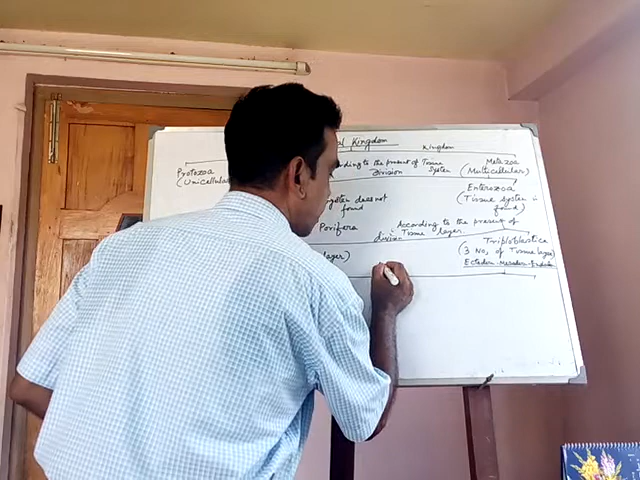 al Kingdom
Kingdom
ding to the present of Tissue
Division System
Protozoa
(Unicellular
Metazoa
(Multicellular)
Enterozoa
(Tissue system is
found)
system does not
found
Porifera
According to the present of
Tissue layer.
division
Triploblastica
(3 No, of Tissue layer)
layer)